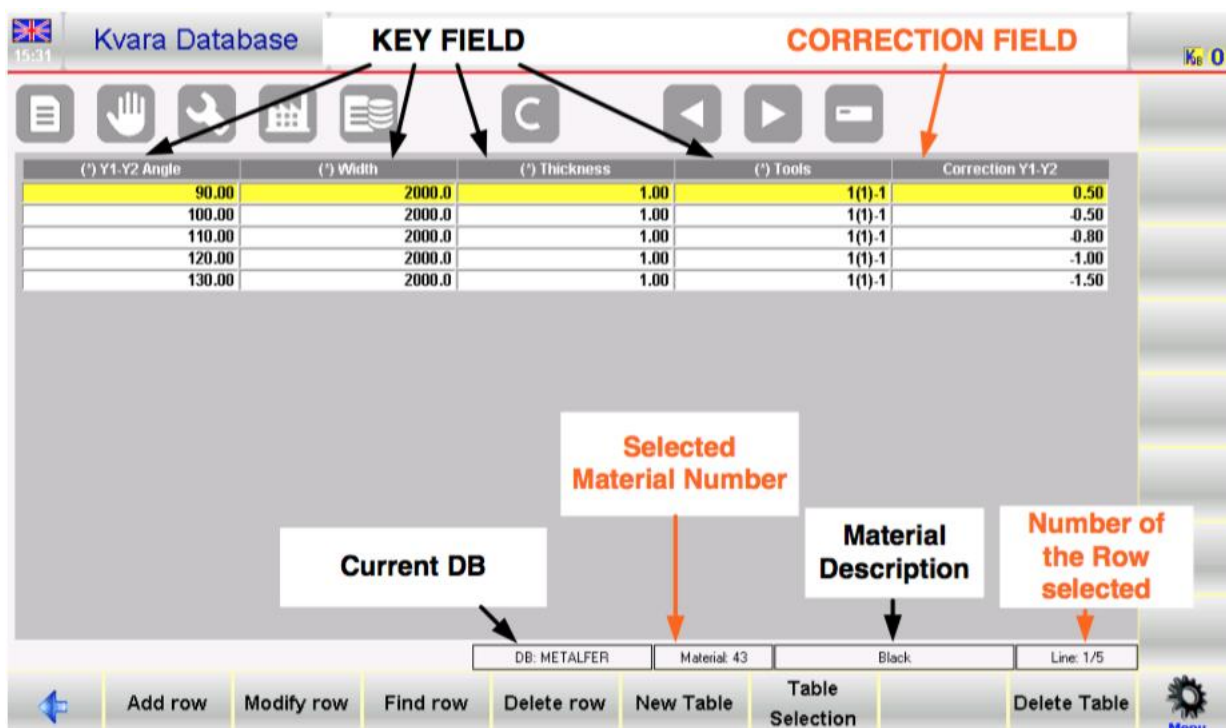 Kvara Database
KEY FIELD
CORRECTION FIELD
15:31
0
C
(*) Y1-Y2 Angle (*) Width (*) Thickness (*) Tools Correction Y1-Y2
90.00 2000.0 1.00 1(1)-1 0.50
100.00 2000.0 1.00 1(1)-1 -0.50
110.00 2000.0 1.00 1(1)-1 -0.80
120.00 2000.0 1.00 1(1)-1 -1.00
130.00 2000.0 1.00 1(1)-1 -1.50
Selected
Material Number
Current DB
Material
Description
Number of
the Row
selected
DB: METALFER Material: 43 Black Line: 1/5
Add row Modify row Find row Delete row New Table Table
Selection Delete Table
Menu